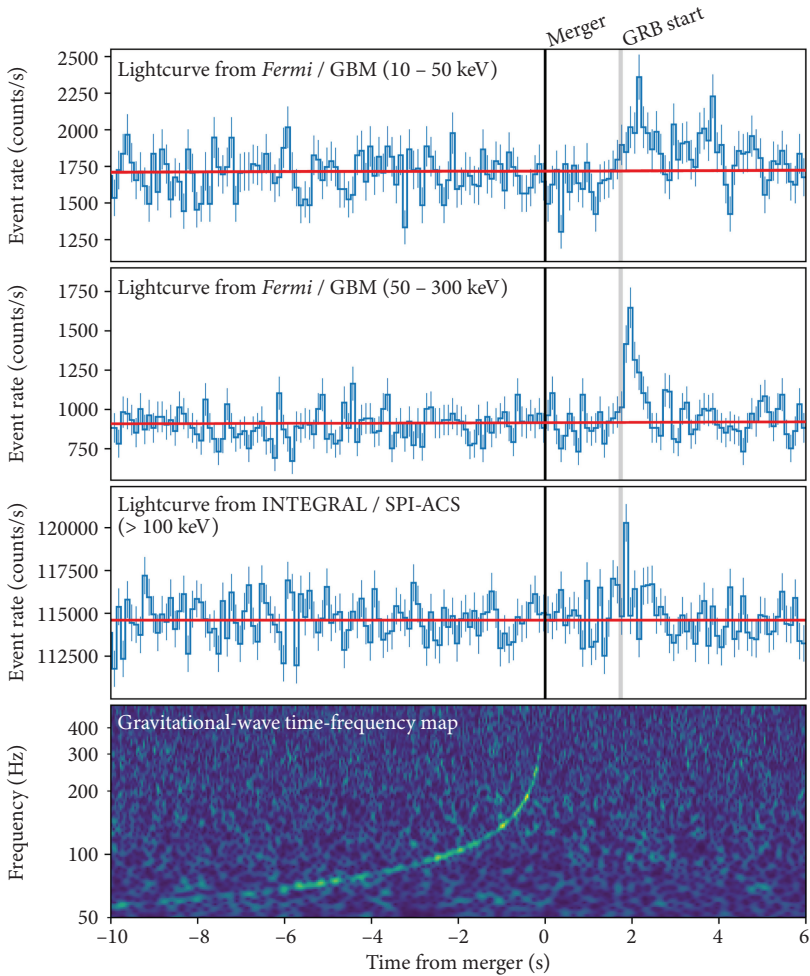 Merger GRB start
Lightcurve from Fermi / GBM (10 – 50 keV)
Event rate (counts/s)
2500
2250
2000
1750
1500
1250
Lightcurve from Fermi / GBM (50 – 300 keV)
Event rate (counts/s)
1750
1500
1250
1000
750
Lightcurve from INTEGRAL / SPI-ACS
(> 100 keV)
Event rate (counts/s)
120000
117500
115000
112500
Gravitational-wave time-frequency map
Frequency (Hz)
400
300
200
100
50
−10 −8 −6 −4 −2 0 2 4 6
Time from merger (s)